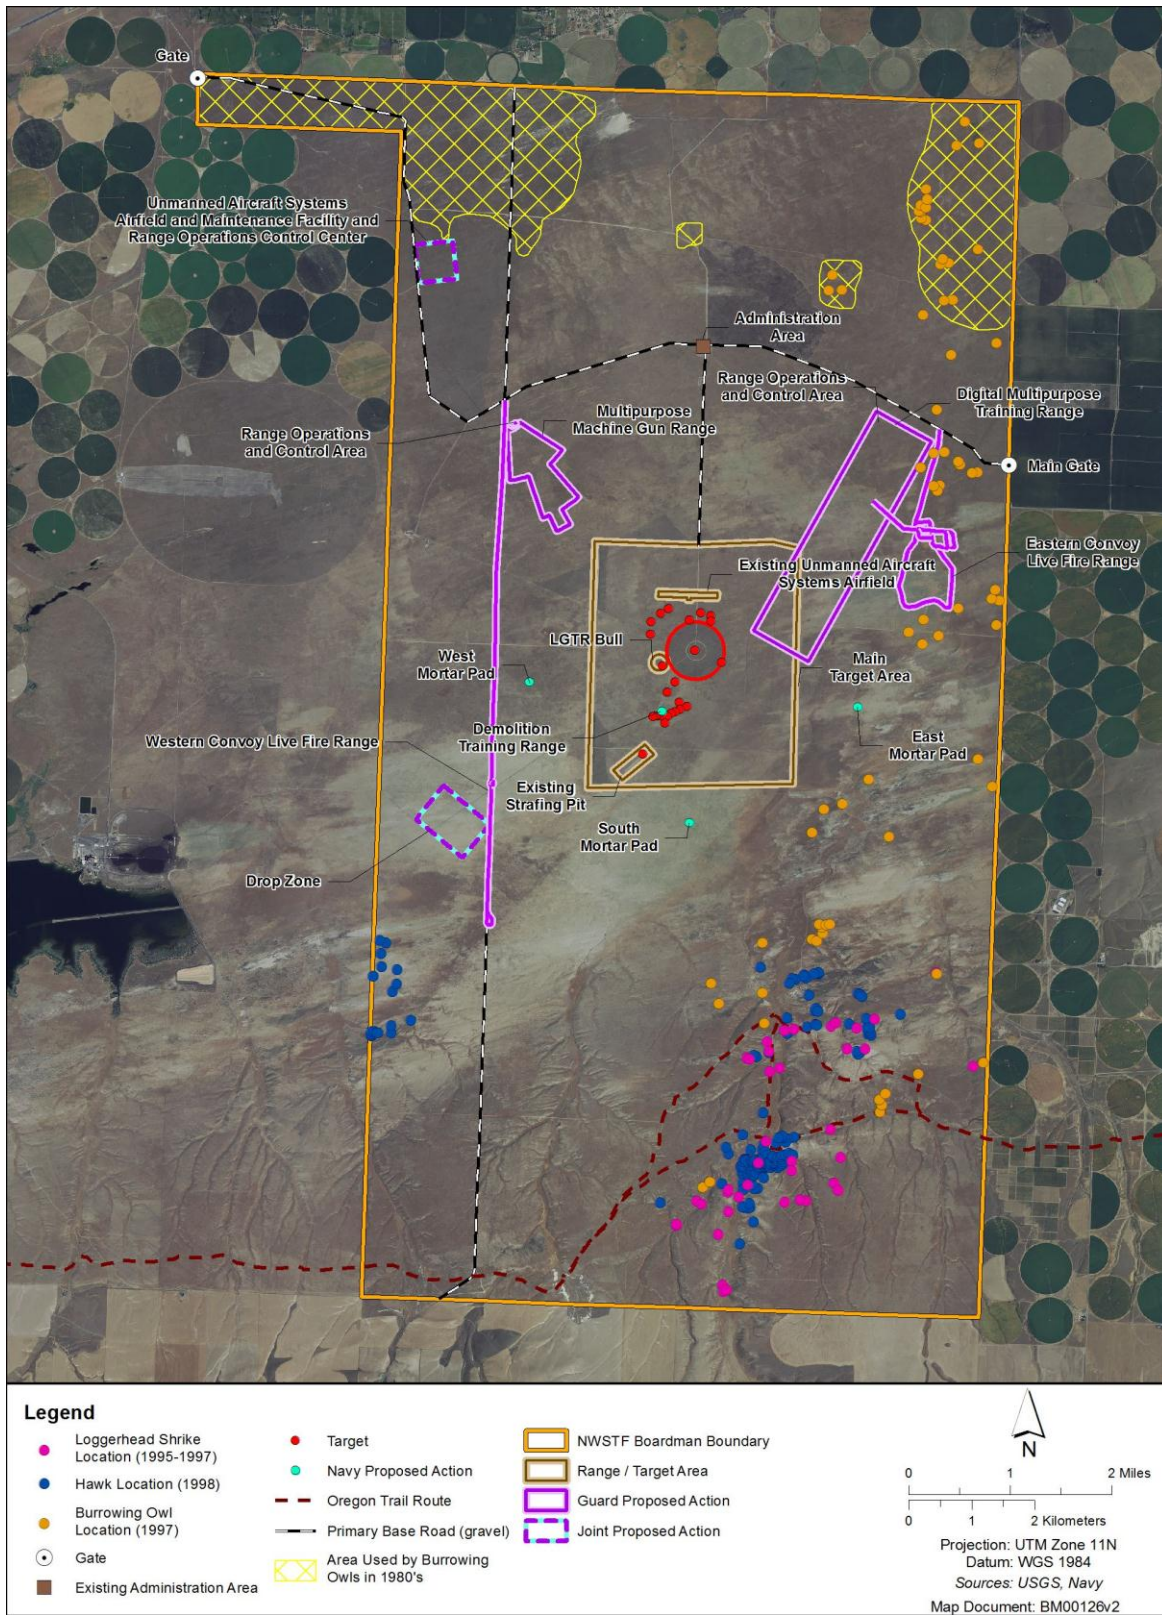 Gate
Unmanned Aircraft Systems
Airfield and Maintenance Facility and
Range Operations Control Center
Administration
Area
Range Operations
and Control Area
Digital Multipurpose
Training Range
Multipurpose
Machine Gun Range
Range Operations
and Control Area
Main Gate
Eastern Convoy
Live Fire Range
Existing Unmanned Aircraft
Systems Airfield
LGTR Bull
West
Mortar Pad
Main
Target Area
Demolition
Training Range
Western Convoy Live Fire Range
East
Mortar Pad
Existing
Strafing Pit
South
Mortar Pad
Drop Zone
Legend
Loggerhead Shrike
Location (1995-1997)
Hawk Location (1998)
Burrowing Owl
Location (1997)
Gate
Existing Administration Area
Target
Navy Proposed Action
Oregon Trail Route
Primary Base Road (gravel)
Area Used by Burrowing
Owls in 1980's
NWSTF Boardman Boundary
Range / Target Area
Guard Proposed Action
Joint Proposed Action
N
0 1 2 Miles
0 1 2 Kilometers
Projection: UTM Zone 11N
Datum: WGS 1984
Sources: USGS, Navy
Map Document: BM00126v2